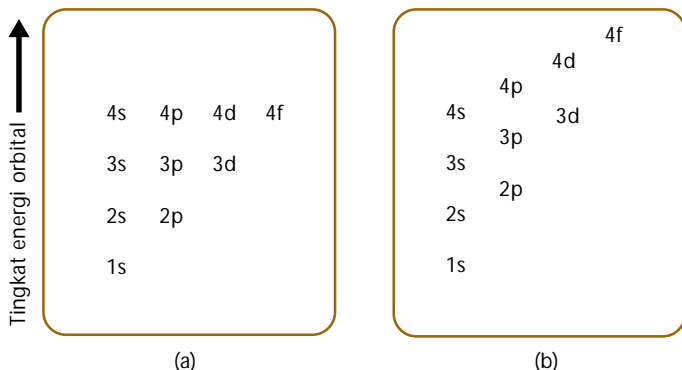 Tingkat energi orbital
4s 4p 4d 4f
3s 3p 3d
2s 2p
1s
(a)
4f
4d
4p
4s 3d
3p
3s
2p
2s
1s
(b)